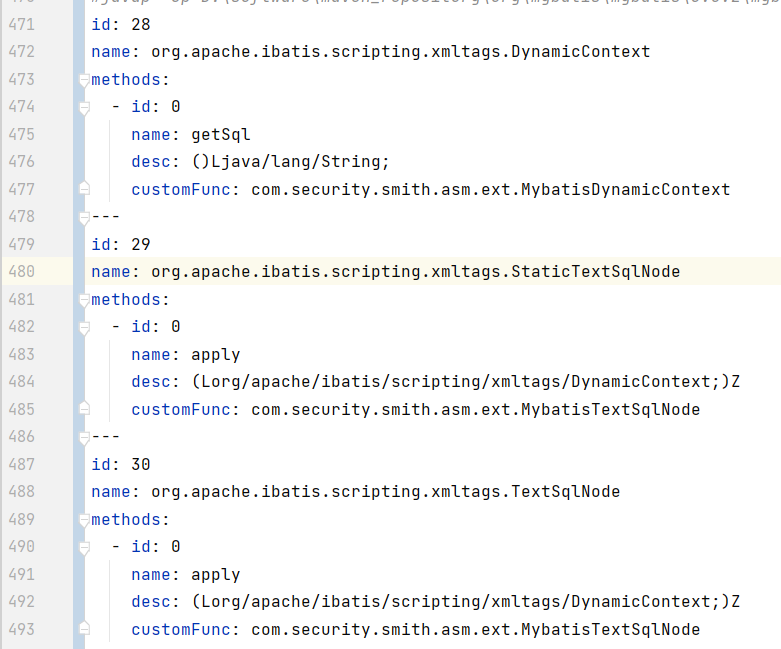 471 id: 28
472 name: org.apache.ibatis.scripting.xmltags.DynamicContext
473 methods:
474 - id: 0
475 name: getSql
476 desc: ()Ljava/lang/String;
477 customFunc: com.security.smith.asm.ext.MybatisDynamicContext
478 ---
479 id: 29
480 name: org.apache.ibatis.scripting.xmltags.StaticTextSqlNode
481 methods:
482 - id: 0
483 name: apply
484 desc: (Lorg/apache/ibatis/scripting/xmltags/DynamicContext;)Z
485 customFunc: com.security.smith.asm.ext.MybatisTextSqlNode
486 ---
487 id: 30
488 name: org.apache.ibatis.scripting.xmltags.TextSqlNode
489 methods:
490 - id: 0
491 name: apply
492 desc: (Lorg/apache/ibatis/scripting/xmltags/DynamicContext;)Z
493 customFunc: com.security.smith.asm.ext.MybatisTextSqlNode